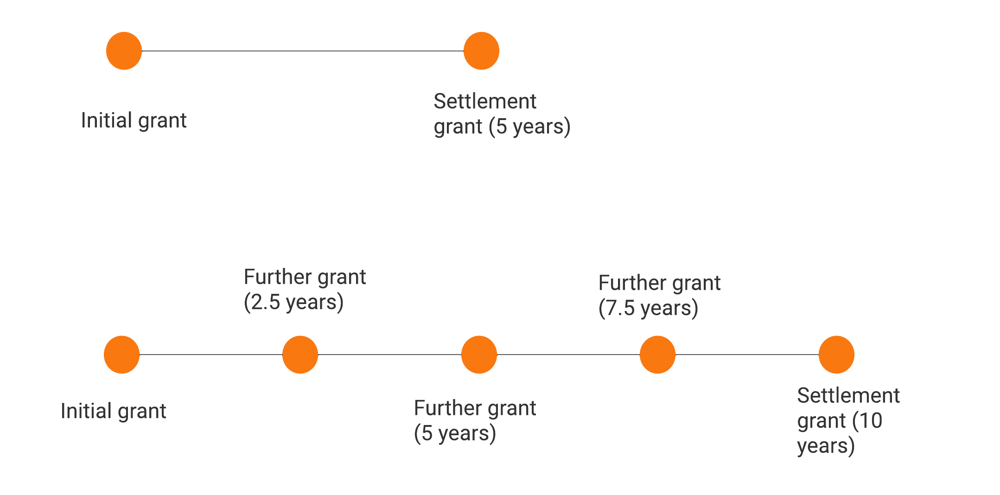 Initial grant
Settlement
grant (5 years)
Further grant
(2.5 years)
Further grant
(7.5 years)
Initial grant
Further grant
(5 years)
Settlement
grant (10
years)